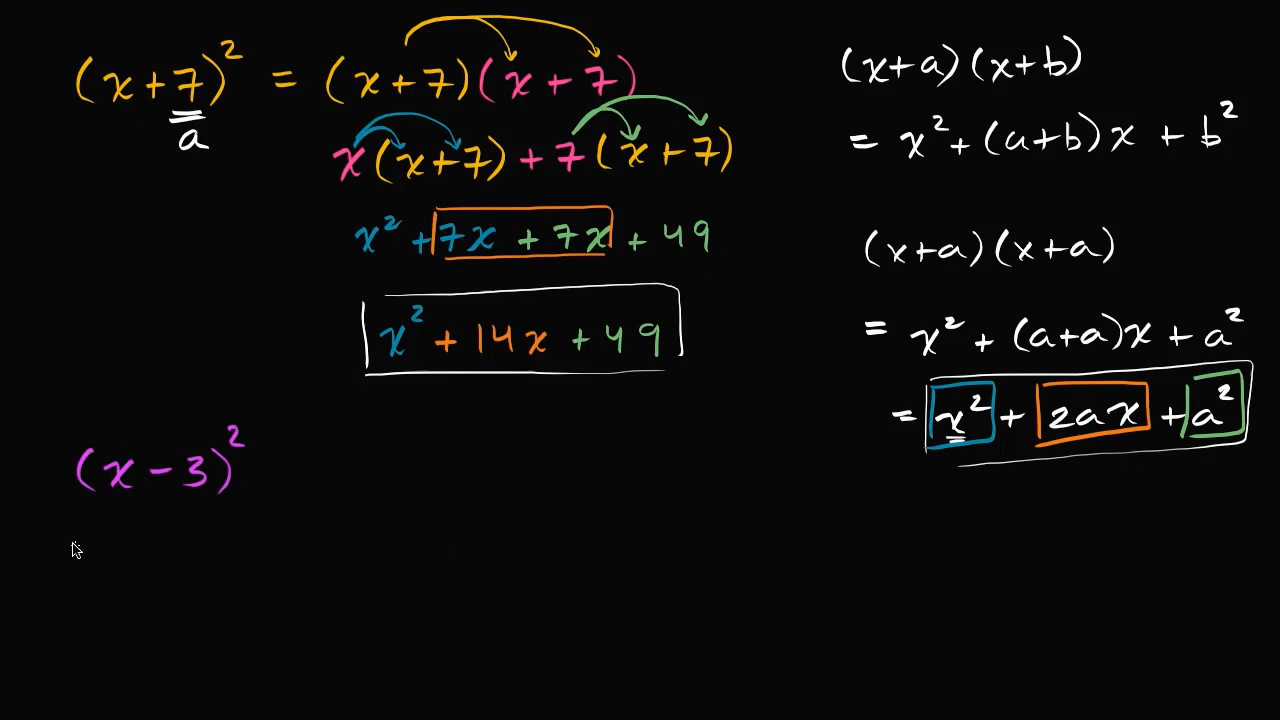 (x+7)² = (x+7)(x+7)
a
x(x+7)+7(x+7)
x²+7x+7x+49
x²+14x+49
(x-3)²
(x+a)(x+b)
= x²+(a+b)x+b²
(x+a)(x+a)
= x²+(a+a)x+a²
= x²+2ax+a²